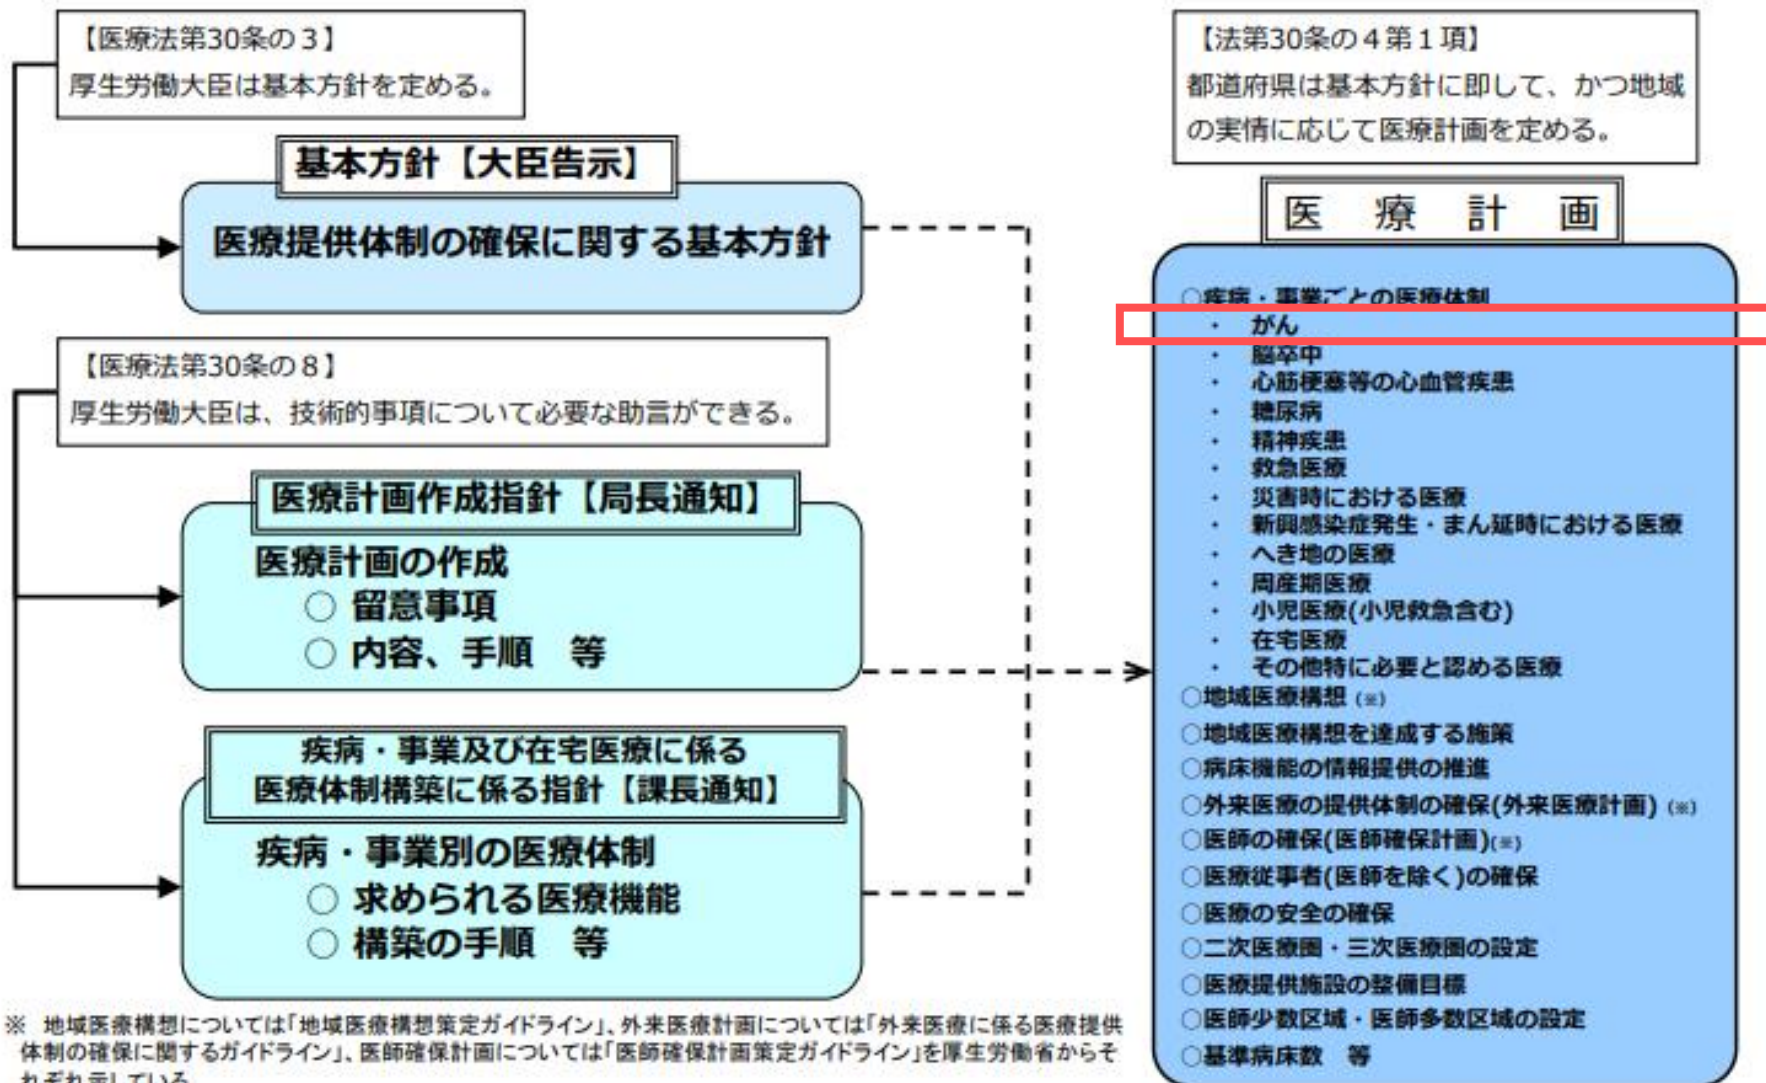 【医療法第30条の３】
厚生労働大臣は基本方針を定める。
基本方針【大臣告示】
医療提供体制の確保に関する基本方針
【医療法第30条の８】
厚生労働大臣は、技術的事項について必要な助言ができる。
医療計画作成指針【局長通知】
医療計画の作成
○ 留意事項
○ 内容、手順　等
疾病・事業及び在宅医療に係る
医療体制構築に係る指針【課長通知】
疾病・事業別の医療体制
○ 求められる医療機能
○ 構築の手順　等
※　地域医療構想については「地域医療構想策定ガイドライン」、外来医療計画については「外来医療に係る医療提供
体制の確保に関するガイドライン」、医師確保計画については「医師確保計画策定ガイドライン」を厚生労働省からそ
れぞれ示している
【法第30条の４第１項】
都道府県は基本方針に即して、かつ地域
の実情に応じて医療計画を定める。
医　療　計　画
○疾病・事業ごとの医療体制
・　がん
・　脳卒中
・　心筋梗塞等の心血管疾患
・　糖尿病
・　精神疾患
・　救急医療
・　災害時における医療
・　新興感染症発生・まん延時における医療
・　へき地の医療
・　周産期医療
・　小児医療(小児救急含む)
・　在宅医療
・　その他特に必要と認める医療
○地域医療構想（※）
○地域医療構想を達成する施策
○病床機能の情報提供の推進
○外来医療の提供体制の確保(外来医療計画)（※）
○医師の確保(医師確保計画)(※)
○医療従事者(医師を除く)の確保
○医療の安全の確保
○二次医療圏・三次医療圏の設定
○医療提供施設の整備目標
○医師少数区域・医師多数区域の設定
○基準病床数　等